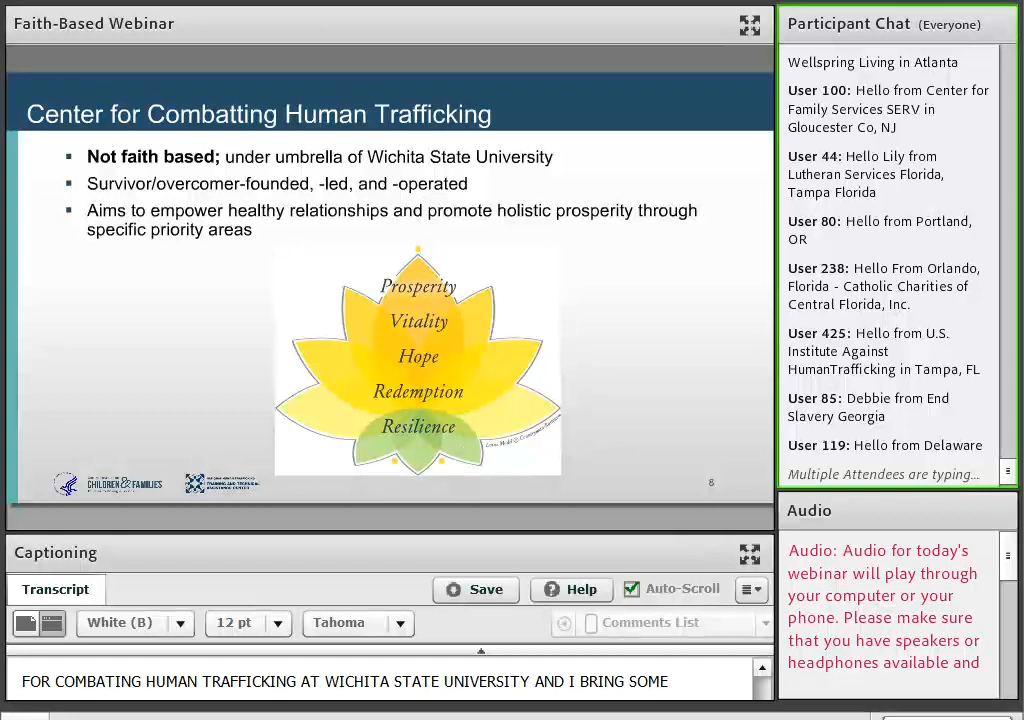 Faith-Based Webinar
Center for Combatting Human Trafficking
Not faith based; under umbrella of Wichita State University
Survivor/overcomer-founded, -led, and -operated
Aims to empower healthy relationships and promote holistic prosperity through
specific priority areas
Prosperity
Vitality
Hope
Redemption
Resilience
CHILDREN & FAMILIES
8
Captioning
Transcript
Save
Help
Auto-Scroll
White (B)
12 pt
Tahoma
Comments List
FOR COMBATING HUMAN TRAFFICKING AT WICHITA STATE UNIVERSITY AND I BRING SOME
Participant Chat (Everyone)
Wellspring Living in Atlanta
User 100: Hello from Center for
Family Services SERV in
Gloucester Co, NJ
User 44: Hello Lily from
Lutheran Services Florida,
Tampa Florida
User 80: Hello from Portland,
OR
User 238: Hello From Orlando,
Florida - Catholic Charities of
Central Florida, Inc.
User 425: Hello from U.S.
Institute Against
HumanTrafficking in Tampa, FL
User 85: Debbie from End
Slavery Georgia
User 119: Hello from Delaware
Multiple Attendees are typing...
Audio
Audio: Audio for today's
webinar will play through
your computer or your
phone. Please make sure
that you have speakers or
headphones available and